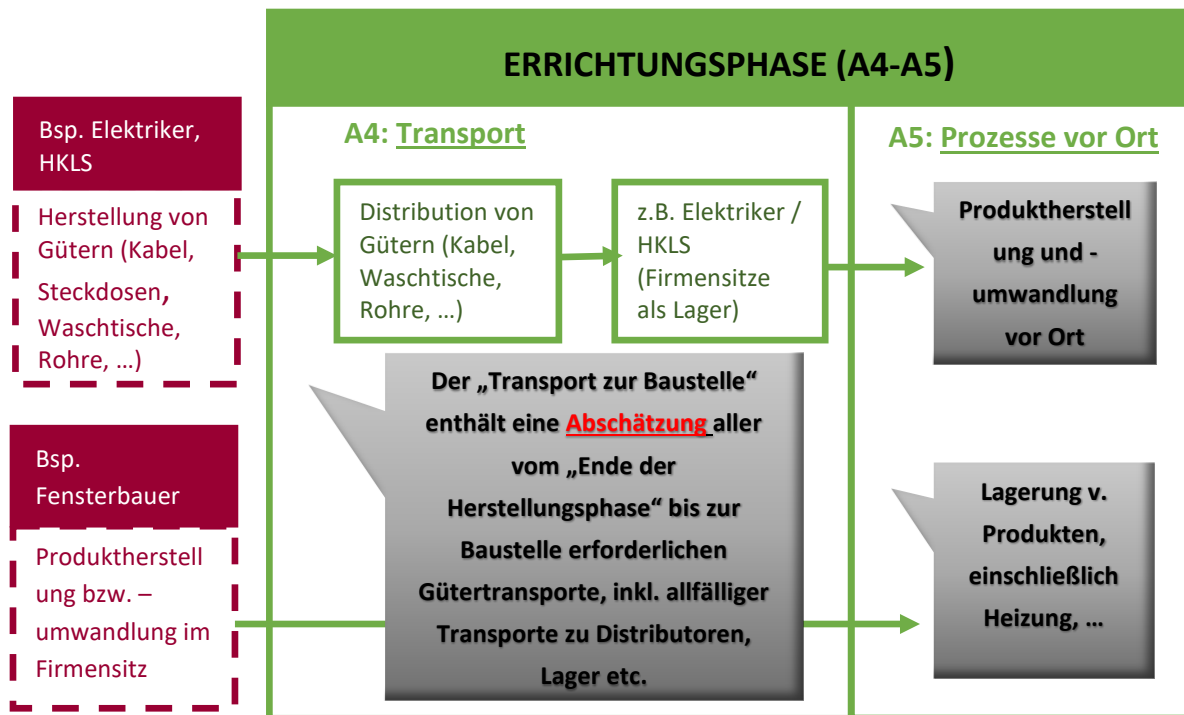 ERRICHTUNGSPHASE (A4-A5)
Bsp. Elektriker,
HKLS
Herstellung von
Gütern (Kabel,
Steckdosen,
Waschtische,
Rohre, …)
A4: Transport
Distribution von
Gütern (Kabel,
Waschtische,
Rohre, …)
z.B. Elektriker /
HKLS
(Firmensitze
als Lager)
A5: Prozesse vor Ort
Produktherstell
ung und -
umwandlung
vor Ort
Der „Transport zur Baustelle“
enthält eine Abschätzung aller
vom „Ende der
Herstellungsphase“ bis zur
Baustelle erforderlichen
Gütertransporte, inkl. allfälliger
Transporte zu Distributoren,
Lager etc.
Bsp.
Fensterbauer
Produktherstell
ung bzw. –
umwandlung im
Firmensitz
Lagerung v.
Produkten,
einschließlich
Heizung, …